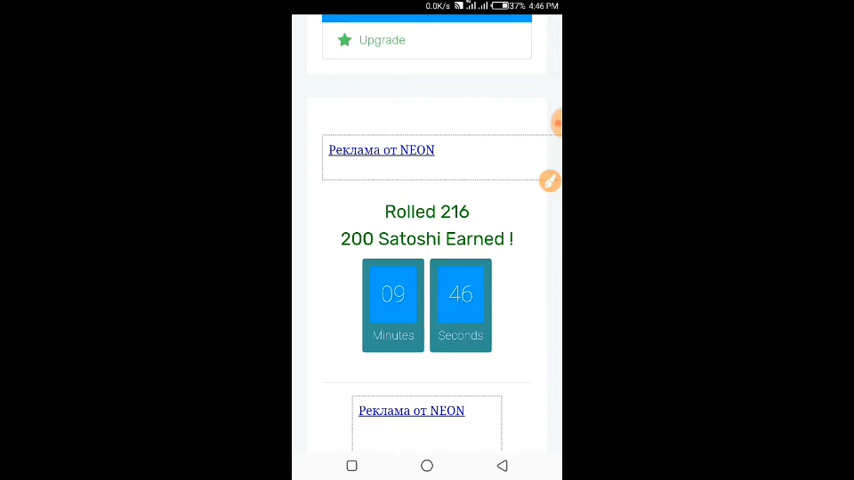 0.0K/s 37% 4:46 PM
Upgrade
Реклама от NEON
Rolled 216
200 Satoshi Earned !
09 46
Minutes Seconds
Реклама от NEON